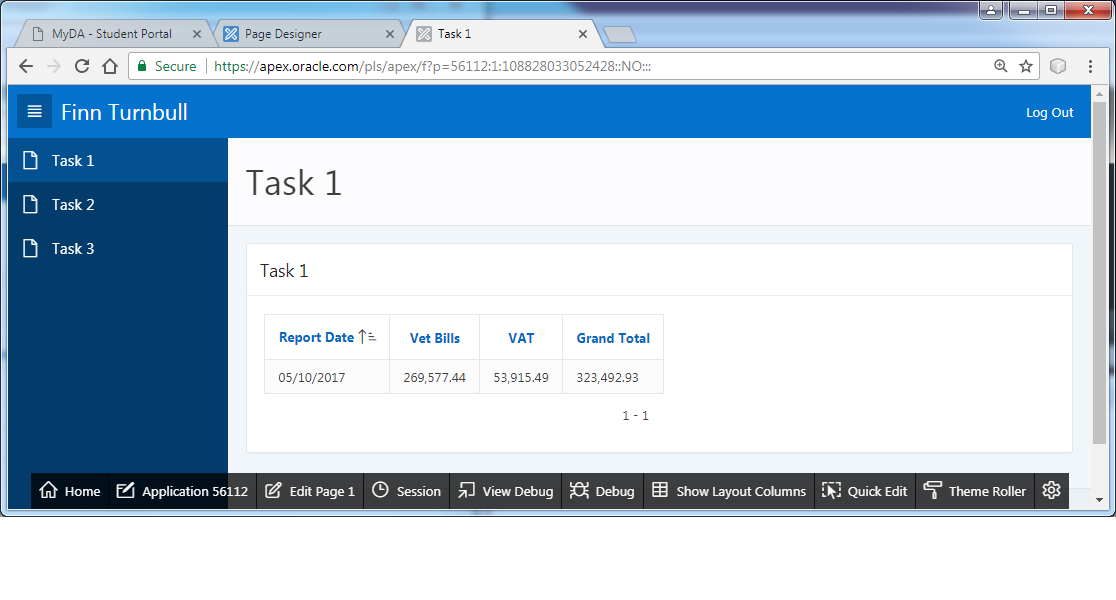 MyDA - Student Portal
Page Designer
Task 1
Secure
https://apex.oracle.com/pls/apex/f?p=56112:1:108828033052428::NO:::
Finn Turnbull
Log Out
Task 1
Task 2
Task 3
Task 1
Task 1
Report Date Vet Bills VAT Grand Total
05/10/2017 269,577.44 53,915.49 323,492.93
1 - 1
Home Application 56112 Edit Page 1 Session View Debug Debug Show Layout Columns Quick Edit Theme Roller